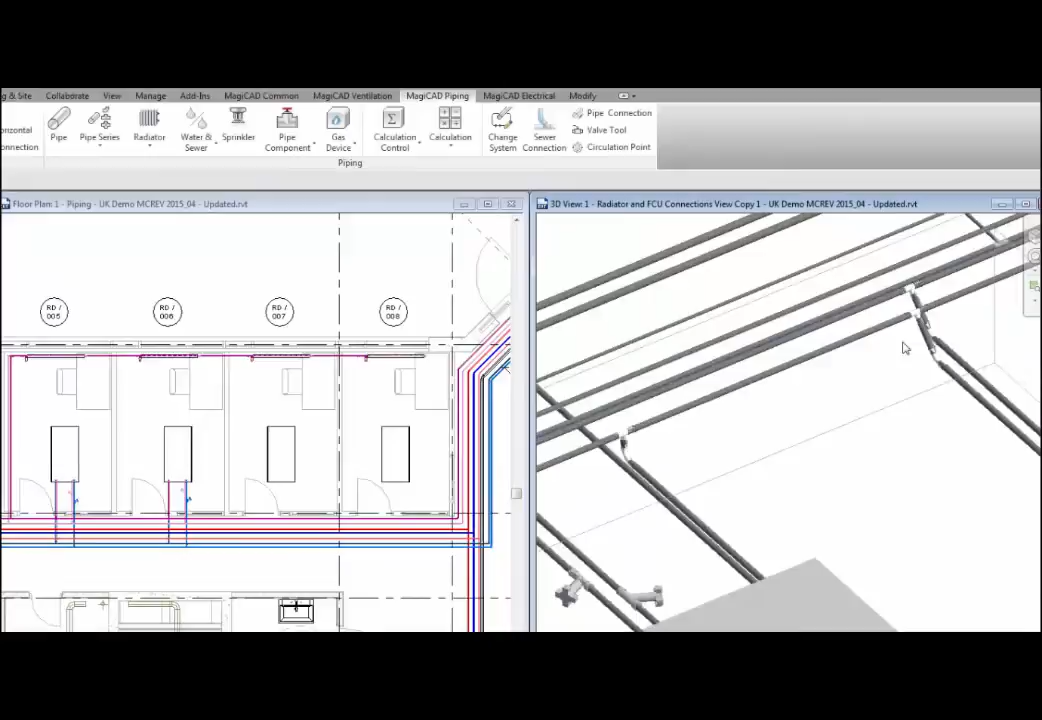 g & Site Collaborate View Manage Add-Ins MagiCAD Common MagiCAD Ventilation MagiCAD Piping MagiCAD Electrical Modify
orizontal
onnection
Pipe Pipe Series Radiator Water & Sewer Sprinkler Pipe Component Gas Device Calculation Control Calculation Change System Sewer Connection
Pipe Connection
Valve Tool
Circulation Point
Piping
Floor Plan: 1 - Piping - UK Demo MCREV 2015_04 - Updated.rvt
3D View: 1 - Radiator and FCU Connections View Copy 1 - UK Demo MCREV 2015_04 - Updated.rvt
RD /
005
RD /
006
RD /
007
RD /
008